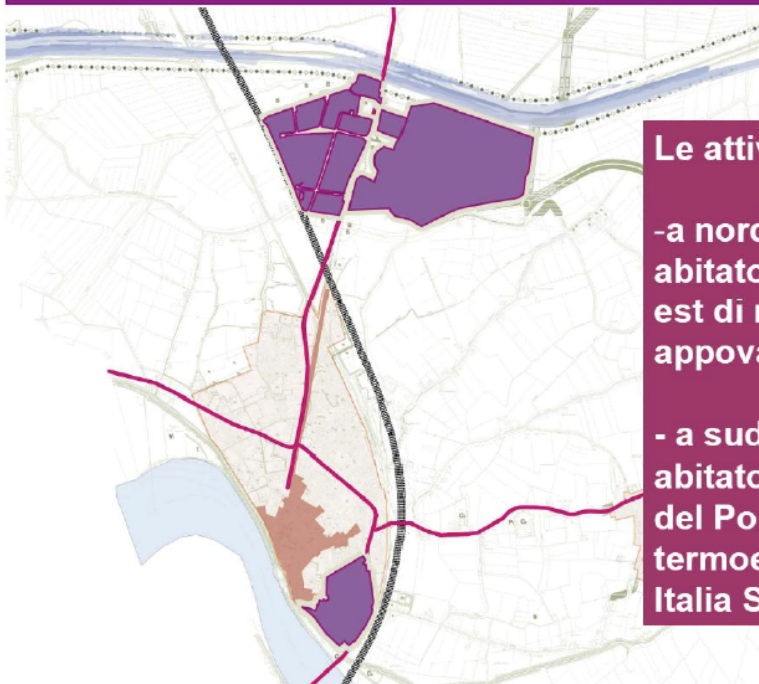 Le attiv
-a nord
abitato
est di r
appova
- a sud
abitato
del Po
termoe
Italia S